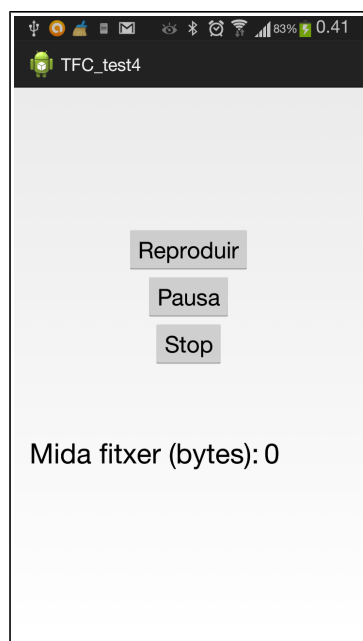 83% 0.41
TFC_test4
Reproduir
Pausa
Stop
Mida fitxer (bytes): 0